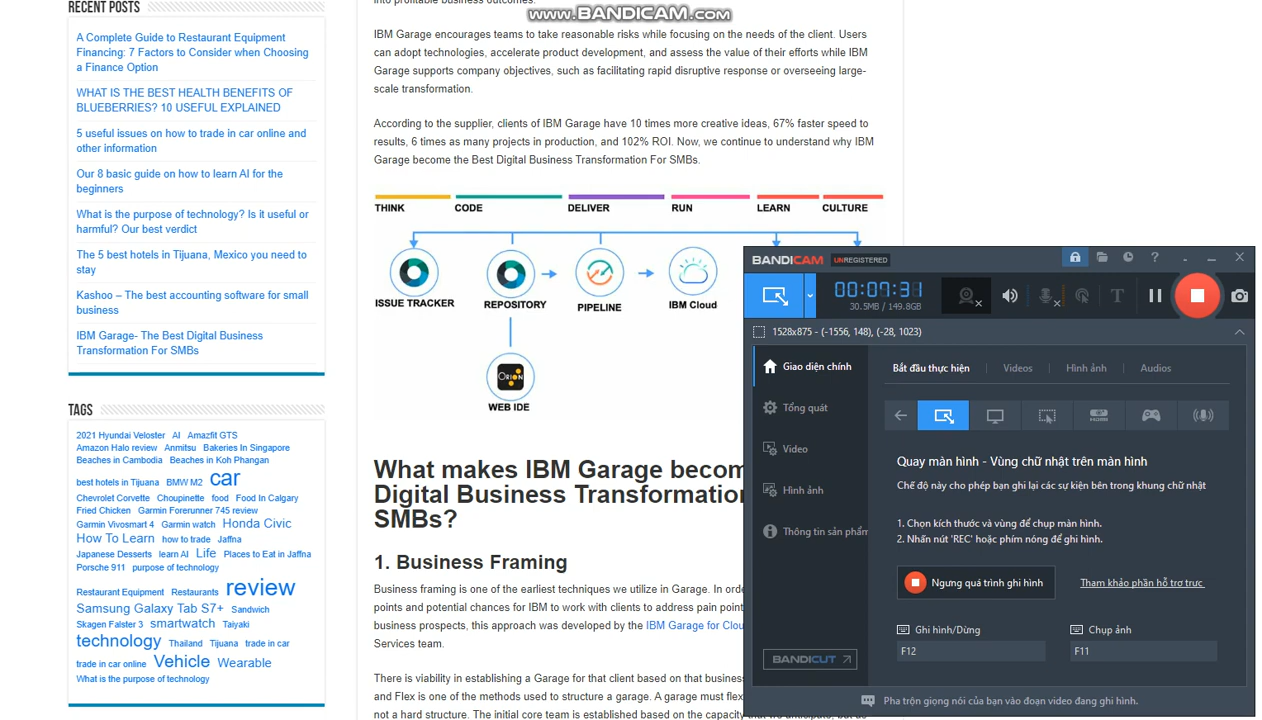 www.BANDICAM.com
RECENT POSTS
A Complete Guide to Restaurant Equipment
Financing: 7 Factors to Consider when Choosing
a Finance Option
WHAT IS THE BEST HEALTH BENEFITS OF
BLUEBERRIES? 10 USEFUL EXPLAINED
5 useful issues on how to trade in car online and
other information
Our 8 basic guide on how to learn AI for the
beginners
What is the purpose of technology? Is it useful or
harmful? Our best verdict
The 5 best hotels in Tijuana, Mexico you need to
stay
Kashoo – The best accounting software for small
business
IBM Garage- The Best Digital Business
Transformation For SMBs
TAGS
2021 Hyundai Veloster AI Amazfit GTS
Amazon Halo review Anmitsu Bakeries In Singapore
Beaches in Cambodia Beaches in Koh Phangan
best hotels in Tijuana BMW M2 car
Chevrolet Corvette Choupinette food Food In Calgary
Fried Chicken Garmin Forerunner 745 review
Garmin Vivosmart 4 Garmin watch Honda Civic
How To Learn how to trade Jaffna
Japanese Desserts learn AI Life Places to Eat in Jaffna
Porsche 911 purpose of technology
Restaurant Equipment Restaurants review
Samsung Galaxy Tab S7+ Sandwich
Skagen Falster 3 smartwatch Taiyaki
technology Thailand Tijuana trade in car
trade in car online Vehicle Wearable
What is the purpose of technology
into profitable business outcomes.
IBM Garage encourages teams to take reasonable risks while focusing on the needs of the client. Users
can adopt technologies, accelerate product development, and assess the value of their efforts while IBM
Garage supports company objectives, such as facilitating rapid disruptive response or overseeing large-
scale transformation.
According to the supplier, clients of IBM Garage have 10 times more creative ideas, 67% faster speed to
results, 6 times as many projects in production, and 102% ROI. Now, we continue to understand why IBM
Garage become the Best Digital Business Transformation For SMBs.
THINK CODE DELIVER RUN LEARN CULTURE
ISSUE TRACKER REPOSITORY PIPELINE IBM Cloud
ORION
WEB IDE
What makes IBM Garage becom
Digital Business Transformation
SMBs?
1. Business Framing
Business framing is one of the earliest techniques we utilize in Garage. In orde
points and potential chances for IBM to work with clients to address pain point
business prospects, this approach was developed by the IBM Garage for Clou
Services team.
There is viability in establishing a Garage for that client based on that business
and Flex is one of the methods used to structure a garage. A garage must flex
not a hard structure. The initial core team is established based on the capacity
BANDICAM UNREGISTERED
00:07:31
30.5MB / 149.8GB
1528x875 - (-1556, 148), (-28, 1023)
Giao diện chính
Tổng quát
Video
Hình ảnh
Thông tin sản phẩm
BANDICUT
Bắt đầu thực hiện Videos Hình ảnh Audios
Quay màn hình - Vùng chữ nhật trên màn hình
Chế độ này cho phép bạn ghi lại các sự kiện bên trong khung chữ nhật
1. Chọn kích thước và vùng để chụp màn hình.
2. Nhấn nút 'REC' hoặc phím nóng để ghi hình.
Ngưng quá trình ghi hình Tham khảo phần hỗ trợ trực
Ghi hình/Dừng Chụp ảnh
F12 F11
Pha trộn giọng nói của bạn vào đoạn video đang ghi hình.